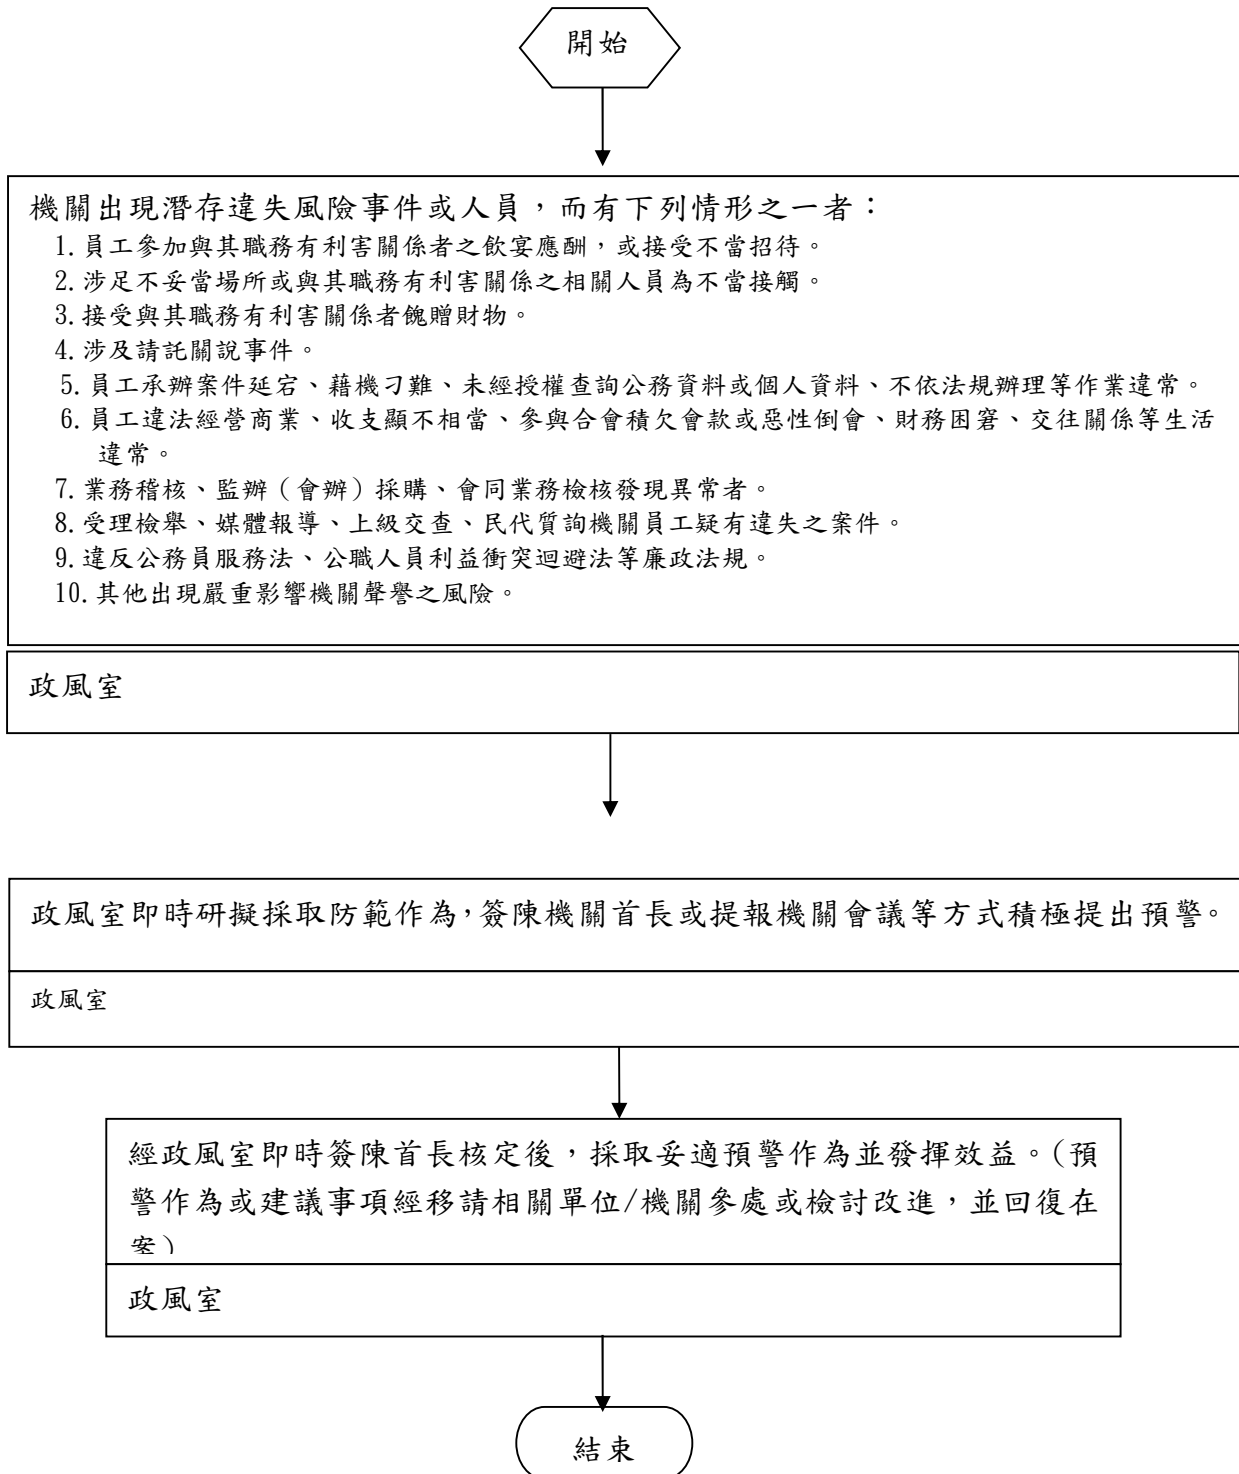 開始
機關出現潛存違失風險事件或人員，而有下列情形之一者：
1.員工參加與其職務有利害關係者之飲宴應酬，或接受不當招待。
2.涉足不妥當場所或與其職務有利害關係之相關人員為不當接觸。
3.接受與其職務有利害關係者餽贈財物。
4.涉及請託關說事件。
5.員工承辦案件延宕、藉機刁難、未經授權查詢公務資料或個人資料、不依法規辦理等作業違常。
6.員工違法經營商業、收支顯不相當、參與合會積欠會款或惡性倒會、財務困窘、交往關係等生活
違常。
7.業務稽核、監辦（會辦）採購、會同業務檢核發現異常者。
8.受理檢舉、媒體報導、上級交查、民代質詢機關員工疑有違失之案件。
9.違反公務員服務法、公職人員利益衝突迴避法等廉政法規。
10.其他出現嚴重影響機關聲譽之風險。
政風室
政風室即時研擬採取防範作為,簽陳機關首長或提報機關會議等方式積極提出預警。
政風室
經政風室即時簽陳首長核定後，採取妥適預警作為並發揮效益。(預
警作為或建議事項經移請相關單位/機關參處或檢討改進，並回復在
案)
政風室
結束